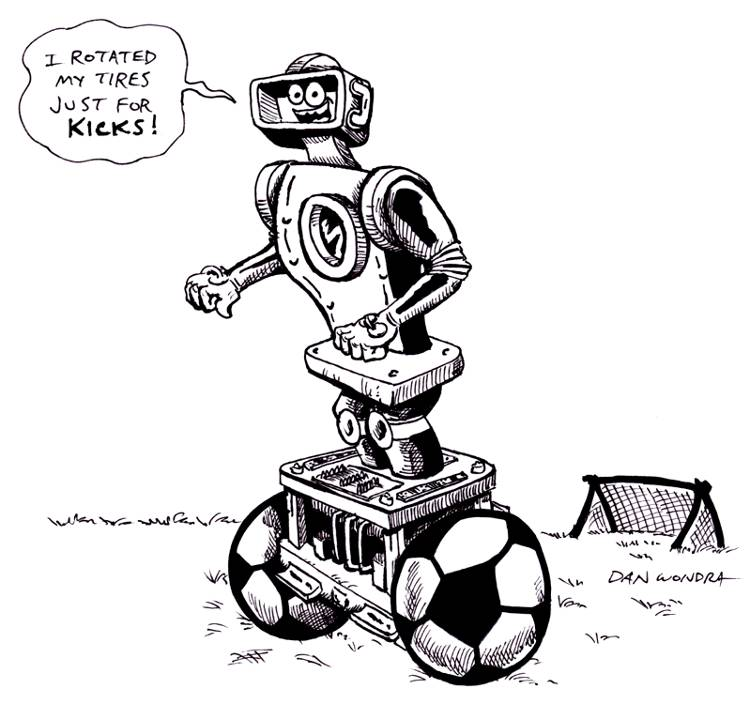 I ROTATED
MY TIRES
JUST FOR
KICKS!
DAN WONDRA